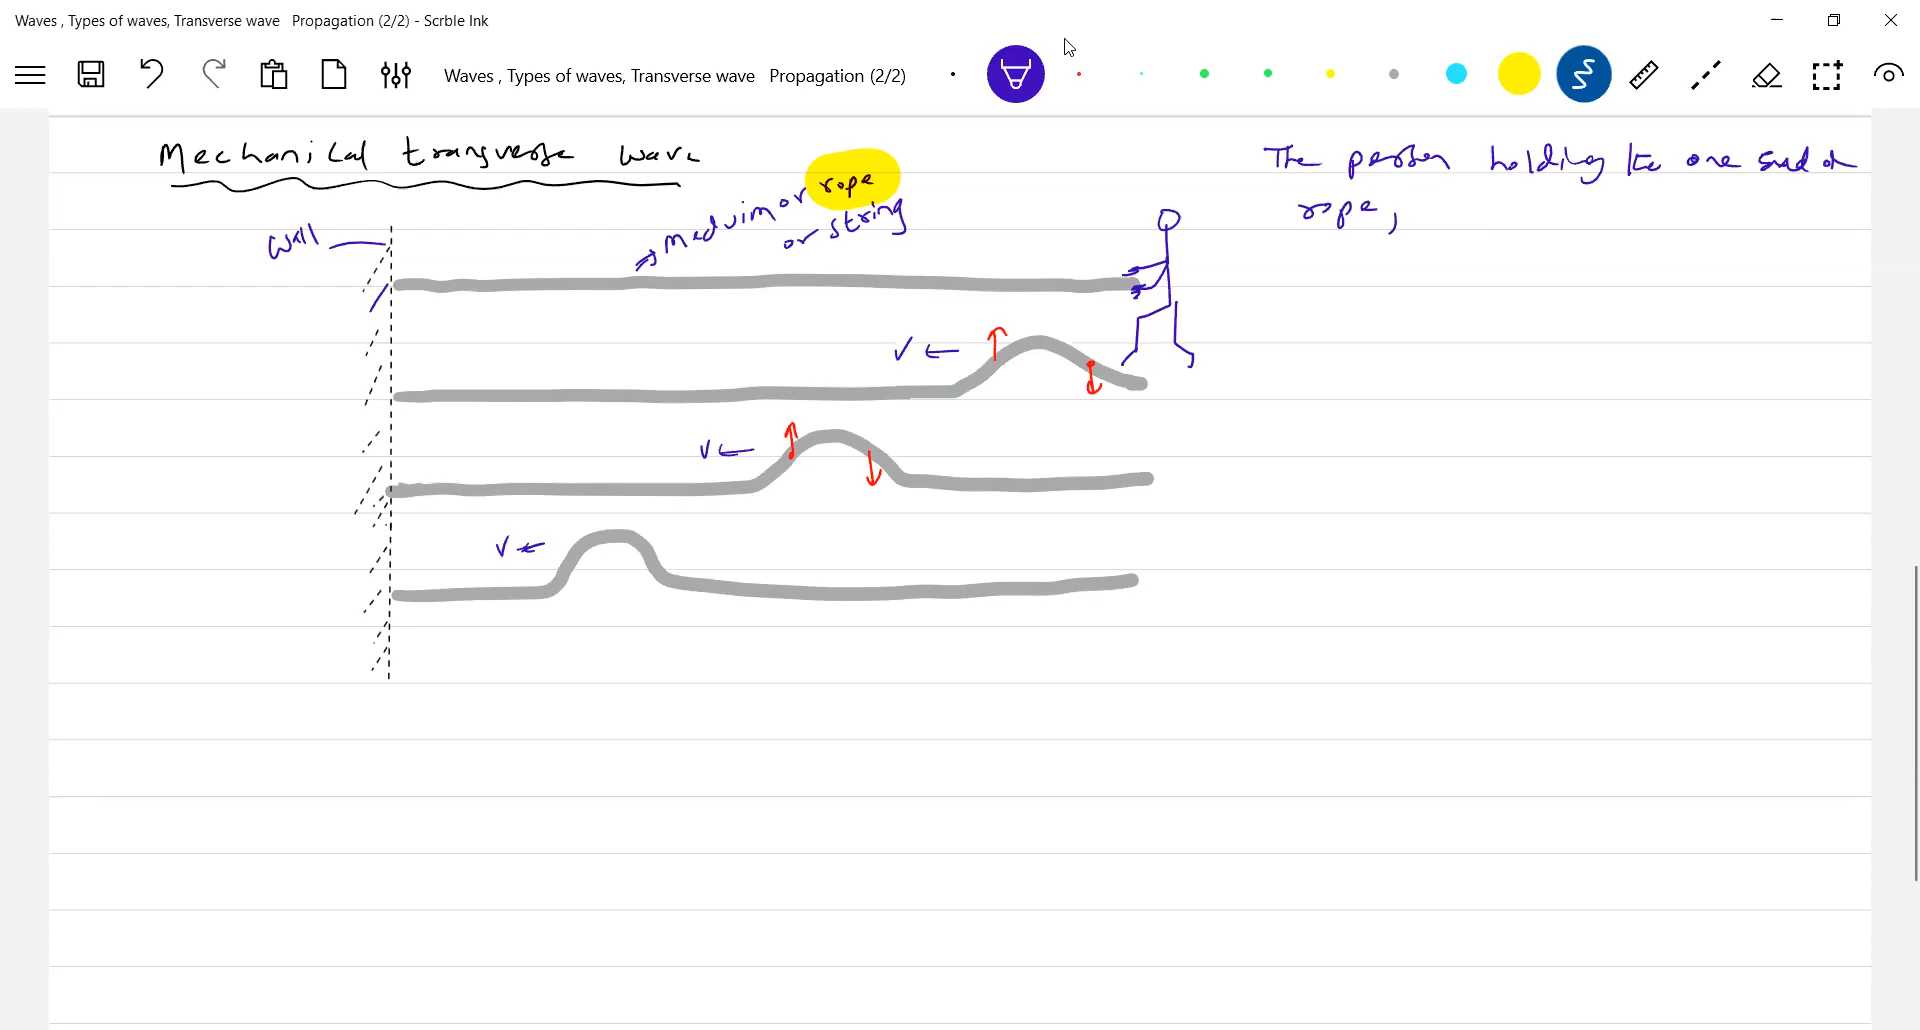 Waves , Types of waves, Transverse wave Propagation (2/2) - Scrble Ink
Waves , Types of waves, Transverse wave Propagation (2/2)
Mechanical transverse wave
The person holding the one end of
rope,
wall
medium or rope
or string
v
v
v